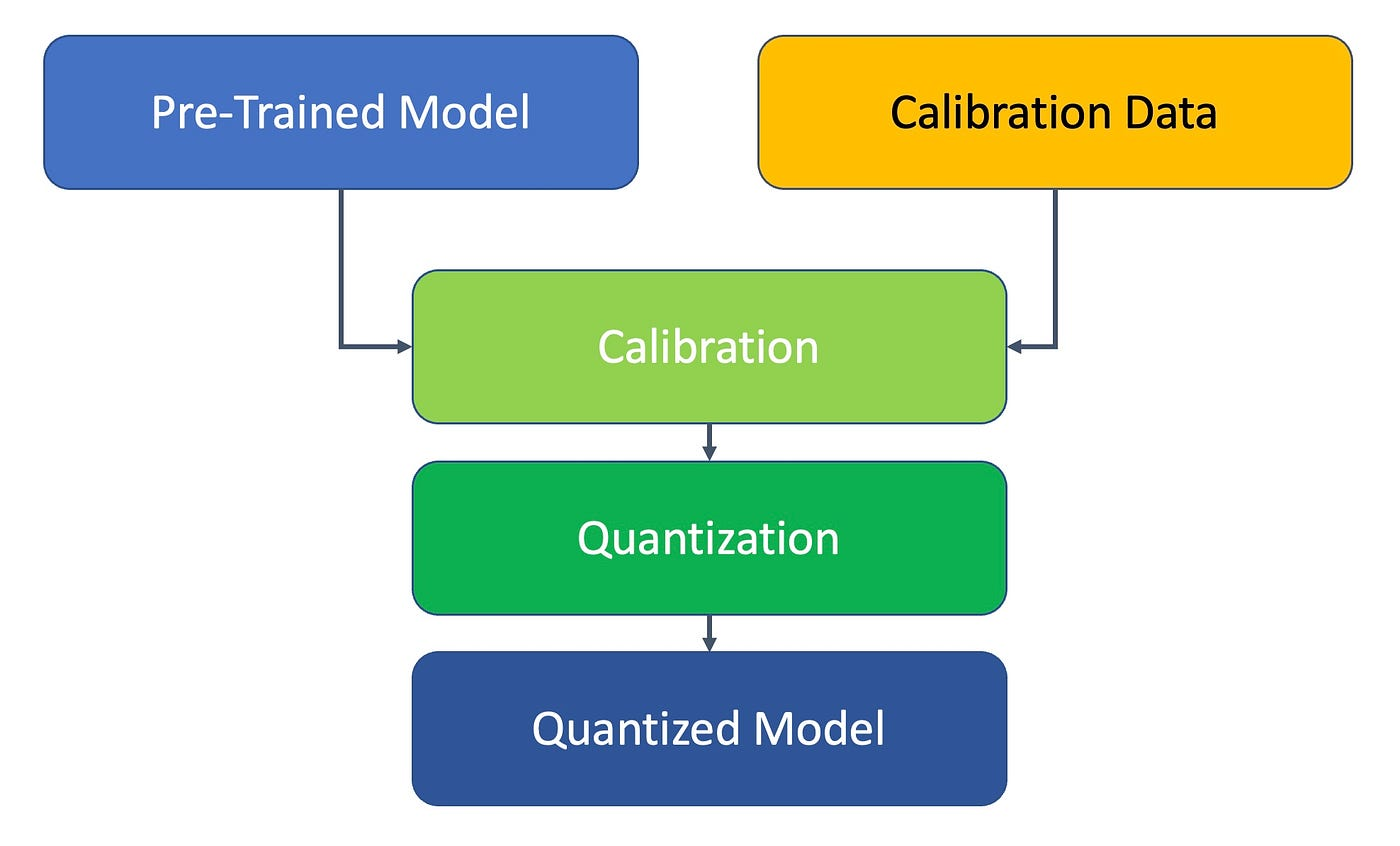 Pre-Trained Model
Calibration Data
Calibration
Quantization
Quantized Model